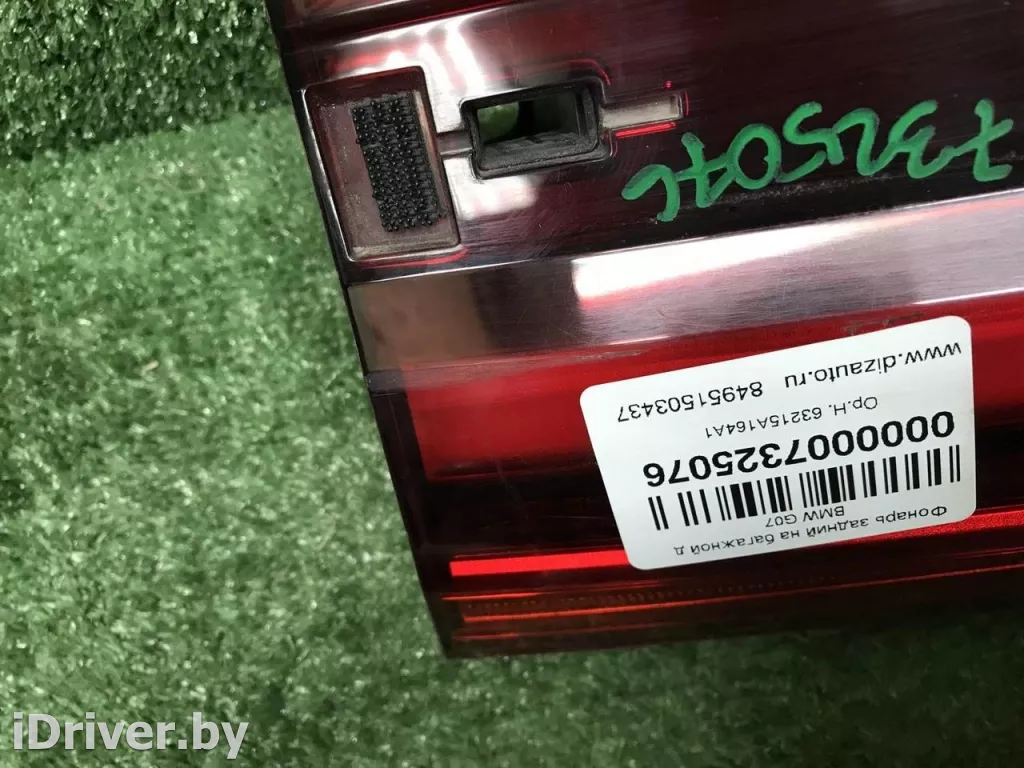 7325076
Фонарь задний на багажной д
BMW G07
0000007325076
Ор.Н. 63215A164A1
www.dizauto.ru 84951503437
iDriver.by